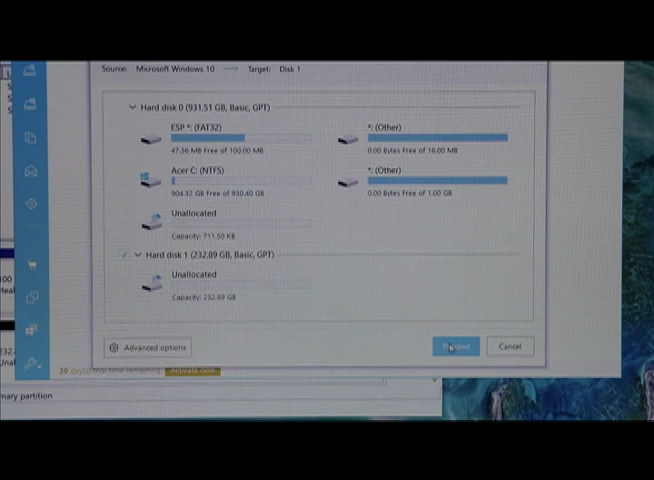 Source: Microsoft Windows 10 Target: Disk 1
Hard disk 0 (931.51 GB, Basic, GPT)
ESP *: (FAT32)
47.36 MB Free of 100.00 MB
*: (Other)
0.00 Bytes Free of 16.00 MB
Acer C: (NTFS)
904.32 GB Free of 930.40 GB
*: (Other)
0.00 Bytes Free of 1.00 GB
Unallocated
Capacity: 711.50 KB
Hard disk 1 (232.89 GB, Basic, GPT)
Unallocated
Capacity: 232.89 GB
Advanced options
Proceed
Cancel
30 day(s) trial time remaining. Activate now
mary partition